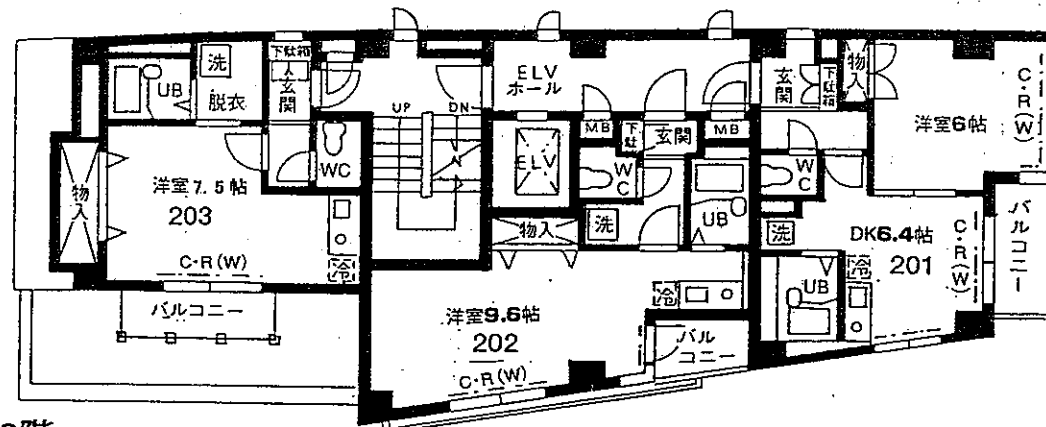 洗
脱衣
UB
下駄箱
玄関
WC
物入
洋室7.5帖
203
冷
C・R(W)
バルコニー
UP
DN
ELV
ホール
ELV
MB
下駄
玄関
MB
WC
洗
UB
物入
洋室9.6帖
202
冷
C・R(W)
バル
コニー
玄関
下駄箱
物入
洋室6帖
C・R(W)
WC
洗
DK6.4帖
201
C・R(W)
UB
冷
バルコニー